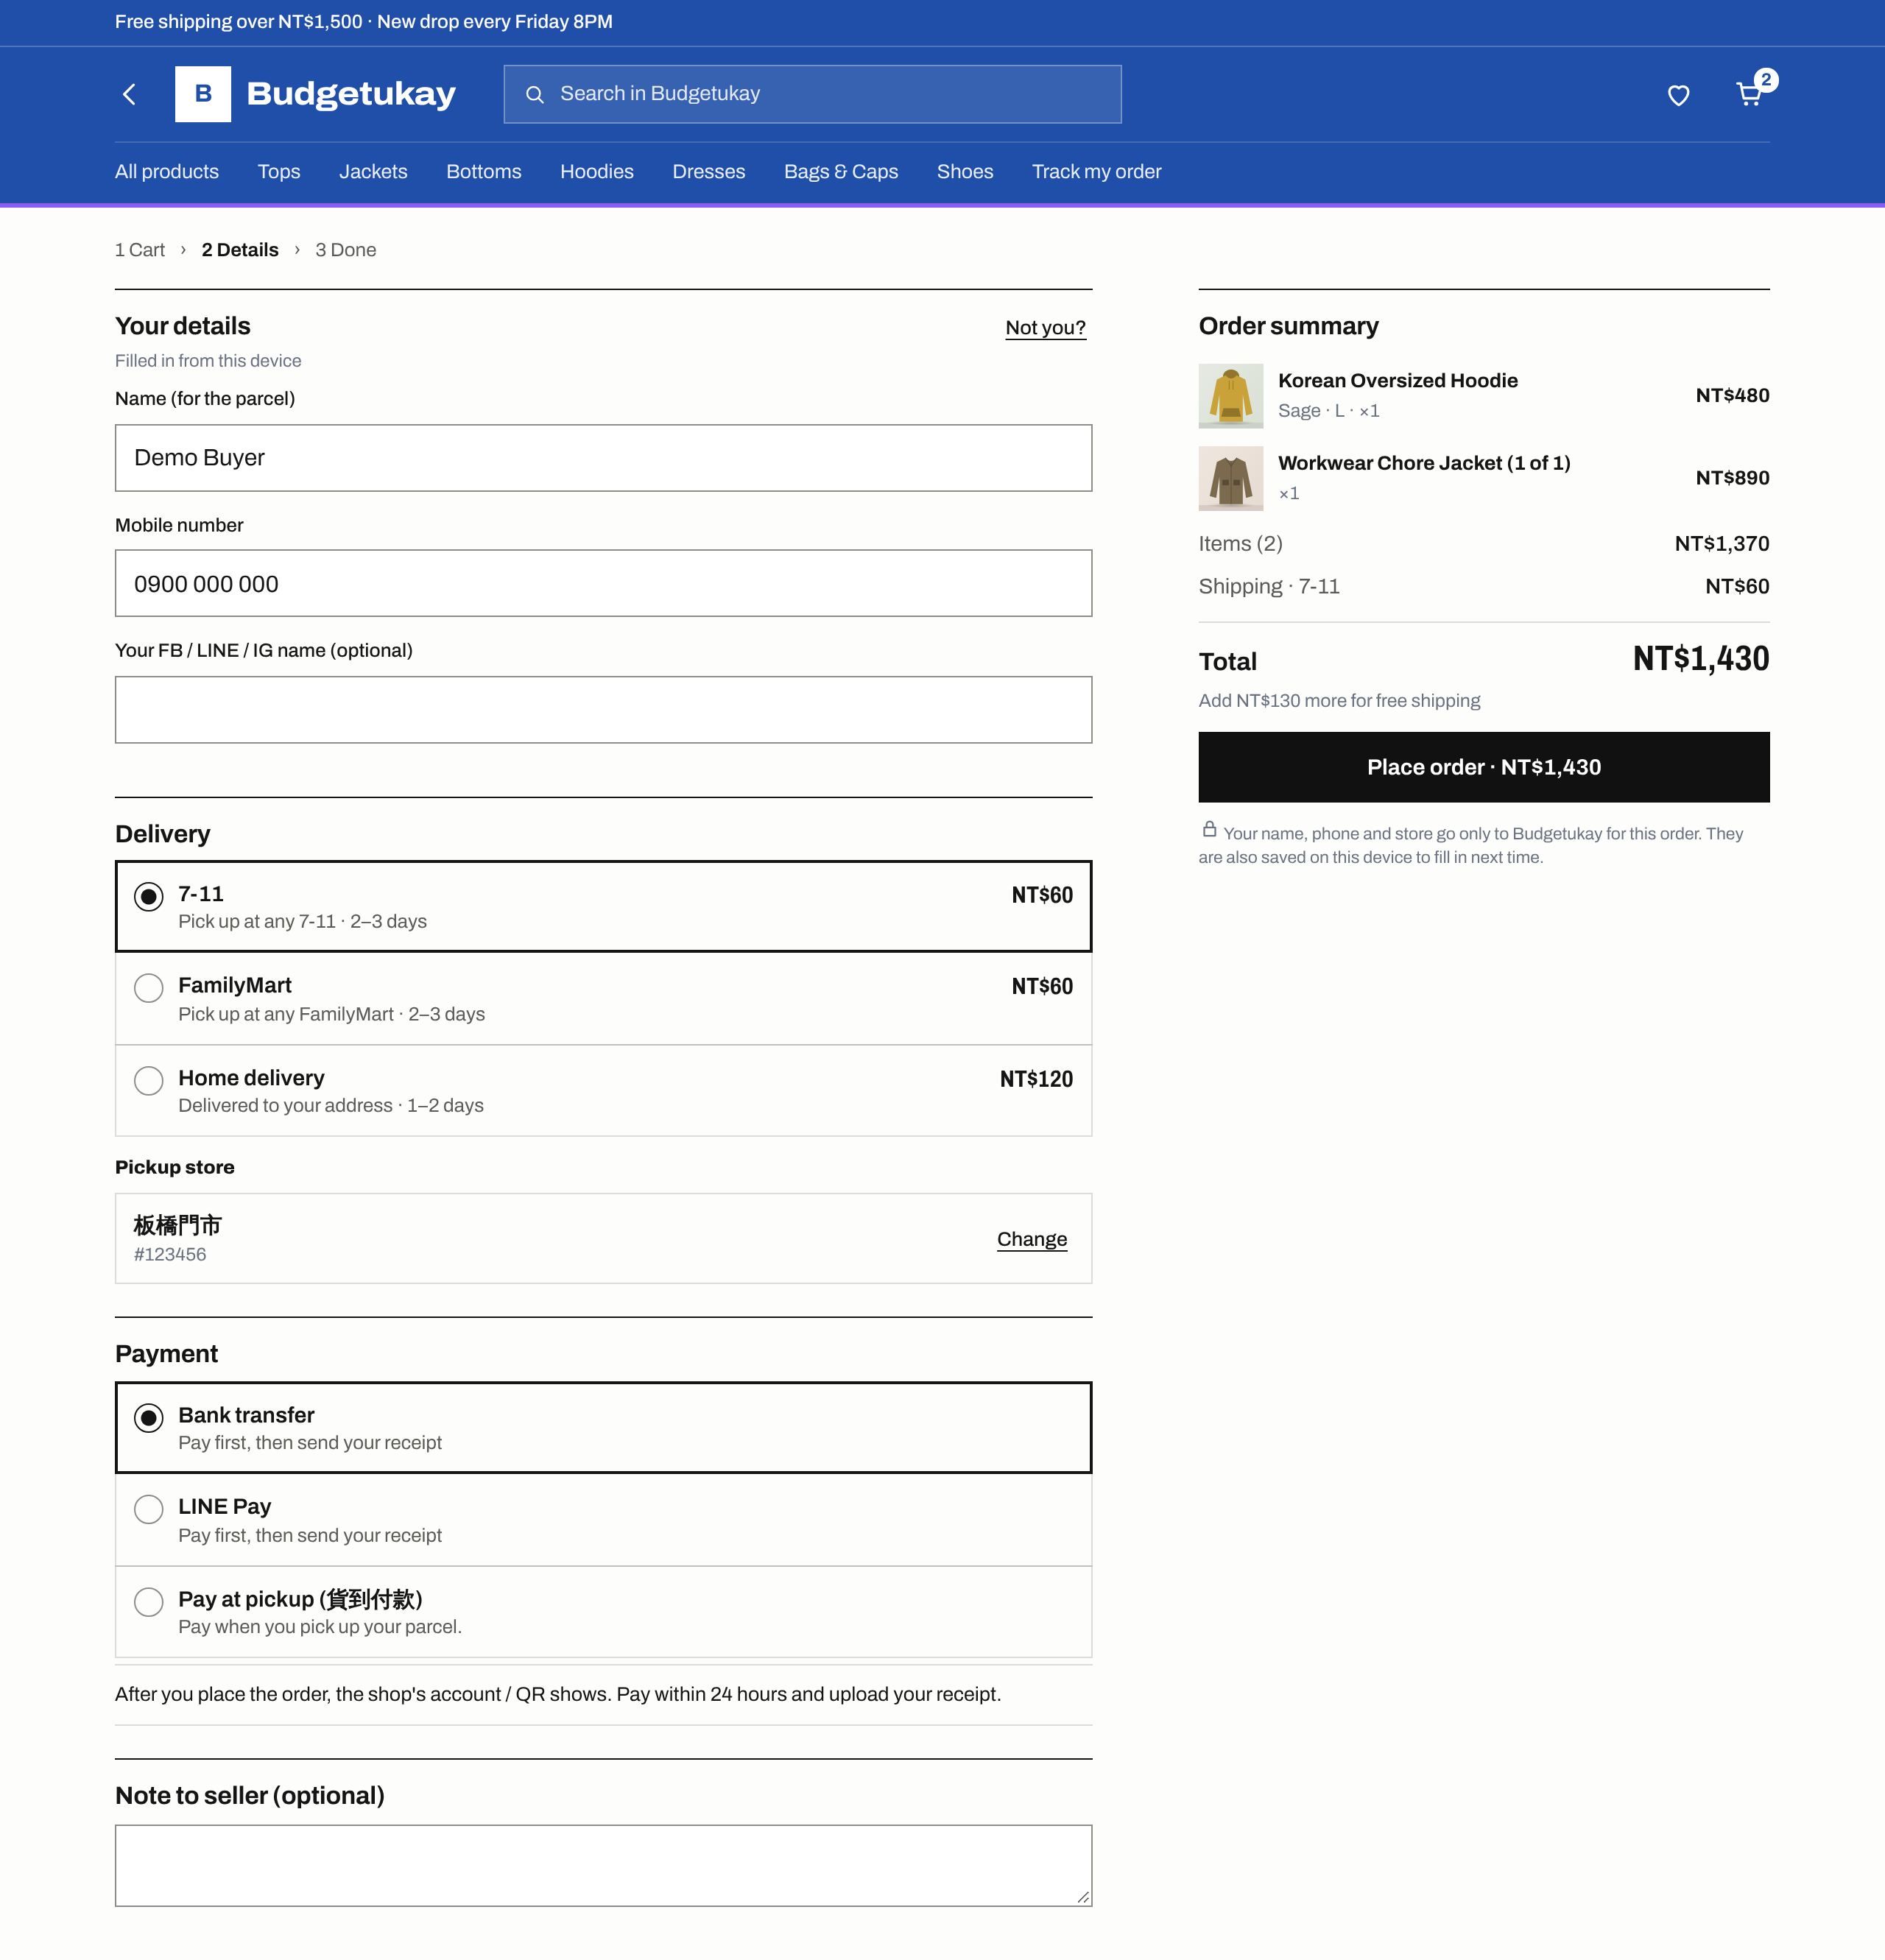 Free shipping over NT$1,500 · New drop every Friday 8PM
B
Budgetukay
Search in Budgetukay
2
All products
Tops
Jackets
Bottoms
Hoodies
Dresses
Bags & Caps
Shoes
Track my order
1 Cart › 2 Details › 3 Done
Your details
Not you?
Filled in from this device
Name (for the parcel)
Demo Buyer
Mobile number
0900 000 000
Your FB / LINE / IG name (optional)
Delivery
7-11
NT$60
Pick up at any 7-11 · 2–3 days
FamilyMart
NT$60
Pick up at any FamilyMart · 2–3 days
Home delivery
NT$120
Delivered to your address · 1–2 days
Pickup store
板橋門市
#123456
Change
Payment
Bank transfer
Pay first, then send your receipt
LINE Pay
Pay first, then send your receipt
Pay at pickup (貨到付款)
Pay when you pick up your parcel.
After you place the order, the shop's account / QR shows. Pay within 24 hours and upload your receipt.
Note to seller (optional)
Order summary
Korean Oversized Hoodie
Sage · L · ×1
NT$480
Workwear Chore Jacket (1 of 1)
×1
NT$890
Items (2)
NT$1,370
Shipping · 7-11
NT$60
Total
NT$1,430
Add NT$130 more for free shipping
Place order · NT$1,430
Your name, phone and store go only to Budgetukay for this order. They
are also saved on this device to fill in next time.